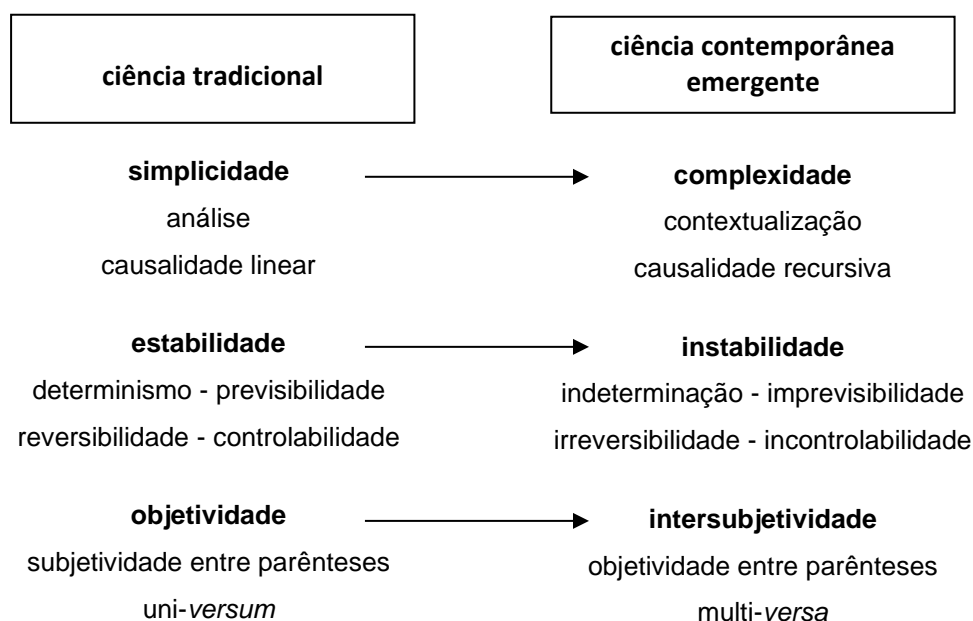 ciência tradicional
ciência contemporânea
emergente
simplicidade
análise
causalidade linear
complexidade
contextualização
causalidade recursiva
estabilidade
determinismo - previsibilidade
reversibilidade - controlabilidade
instabilidade
indeterminação - imprevisibilidade
irreversibilidade - incontrolabilidade
objetividade
subjetividade entre parênteses
uni-versum
intersubjetividade
objetividade entre parênteses
multi-versa